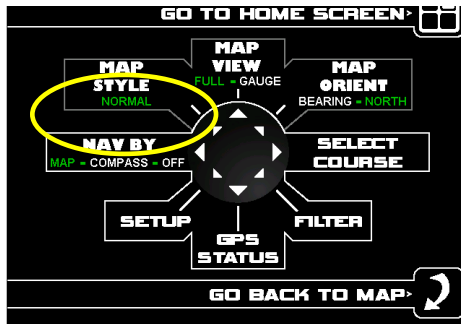 GO TO HOME SCREEN>
MAP
VIEW
FULL - GAUGE
MAP
STYLE
NORMAL
MAP
ORIENT
BEARING - NORTH
NAV BY
MAP - COMPASS - OFF
SELECT
COURSE
SETUP
GPS
STATUS
FILTER
GO BACK TO MAP>